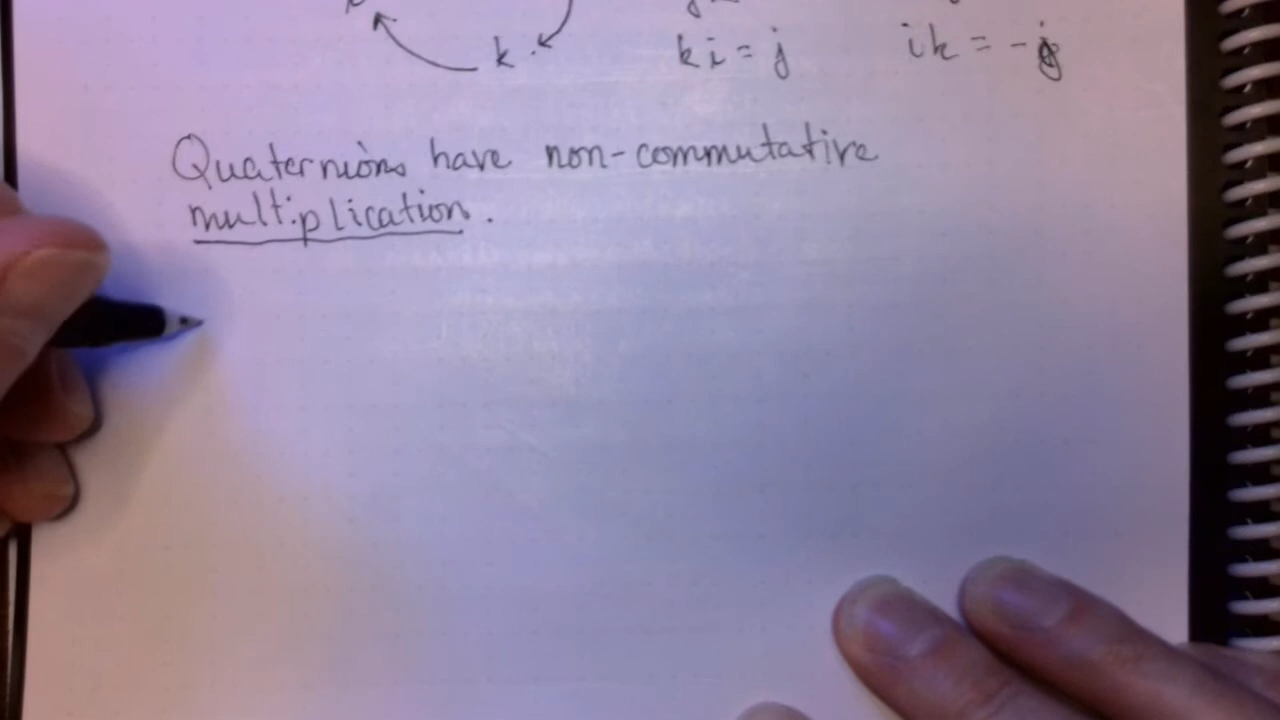 k ki = j ik = -j
Quaternions have non-commutative
multiplication.